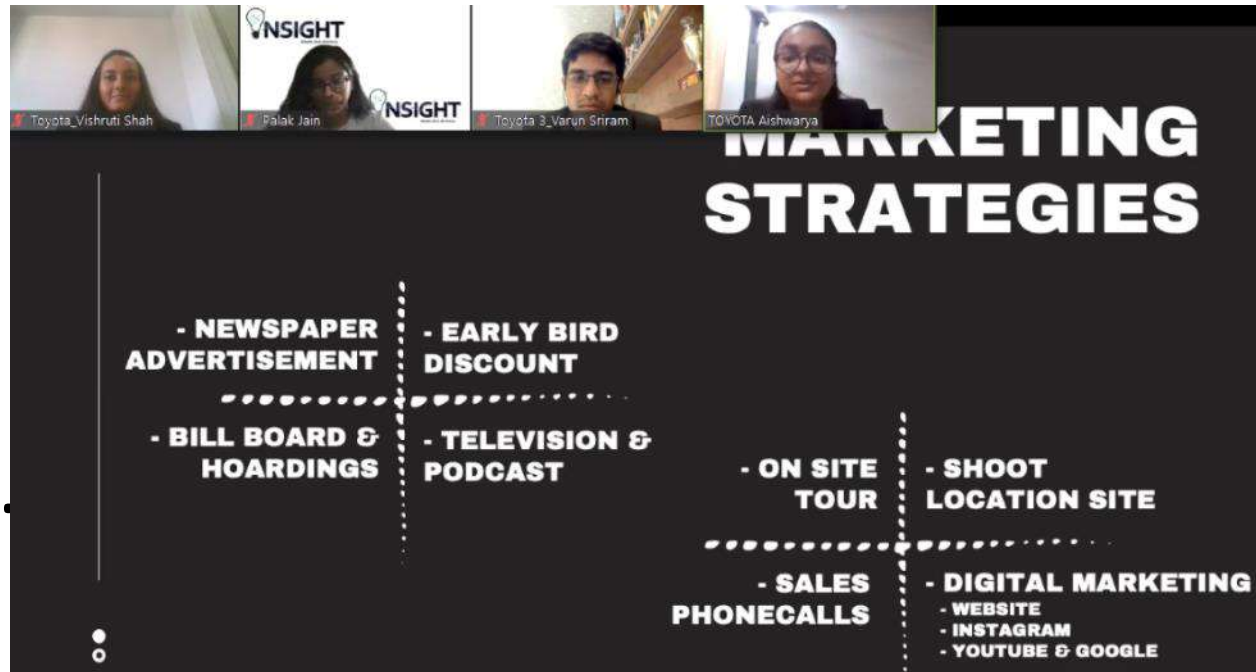 NSIGHT
NSIGHT
Toyota_Vishruti Shah
Palak Jain
Toyota 3_Varun Sriram
TOYOTA Aishwarya
MARKETING
STRATEGIES
- NEWSPAPER
ADVERTISEMENT
- EARLY BIRD
DISCOUNT
- BILL BOARD &
HOARDINGS
- TELEVISION &
PODCAST
- ON SITE
TOUR
- SHOOT
LOCATION SITE
- SALES
PHONECALLS
- DIGITAL MARKETING
- WEBSITE
- INSTAGRAM
- YOUTUBE & GOOGLE